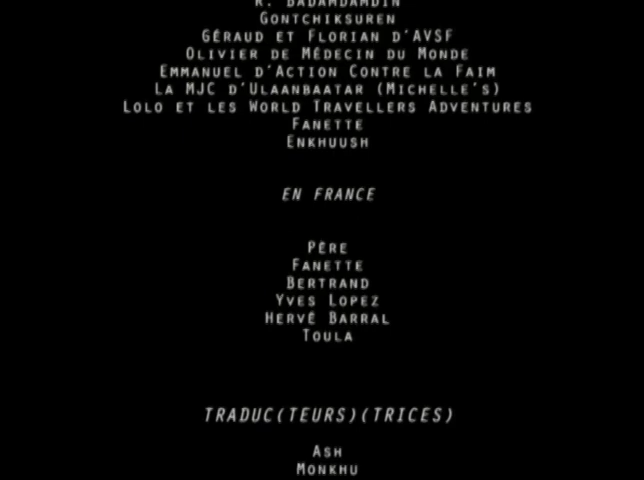 R. Badamdamdin
Gontchiksuren
Géraud et Florian d'AVSF
Olivier de Médecin du Monde
Emmanuel d'Action Contre la Faim
La MJC d'Ulaanbaatar (Michelle's)
Lolo et les World Travellers Adventures
Fanette
Enkhuush
EN FRANCE
Père
Fanette
Bertrand
Yves Lopez
Hervé Barral
Toula
TRADUC(TEURS)(TRICES)
Ash
Monkhu